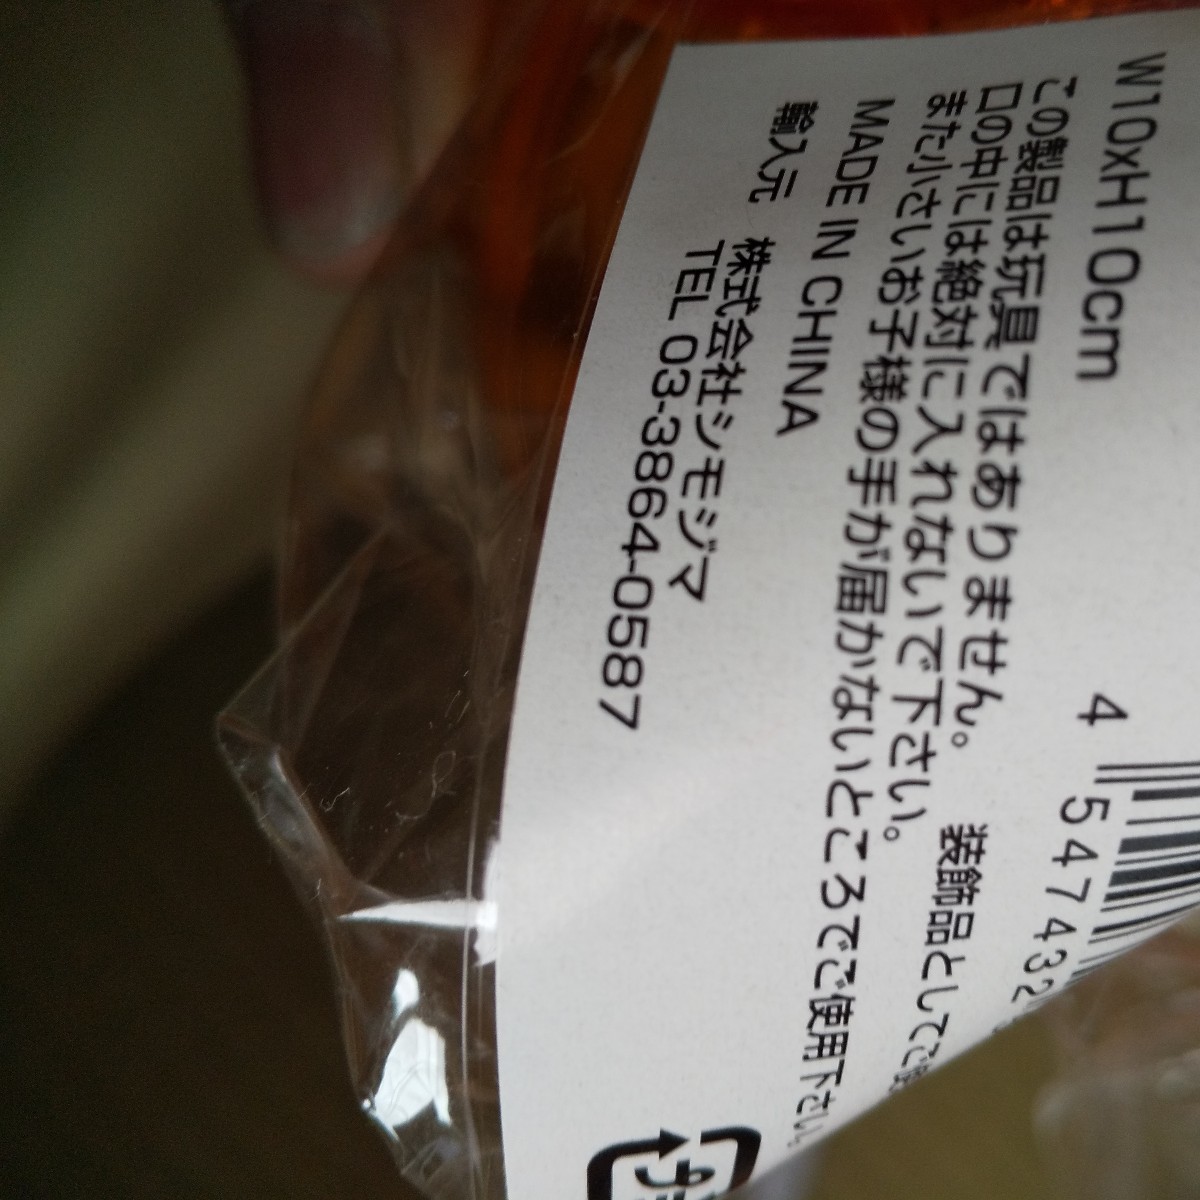 W10xH10cm
この製品は玩具ではありません。 装飾品としてご使
口の中には絶対に入れないで下さい。
また小さいお子様の手が届かないところでご使用下さい。
MADE IN CHINA
輸入元 株式会社シモジマ
TEL 03-3864-0587
4 547432
プラ